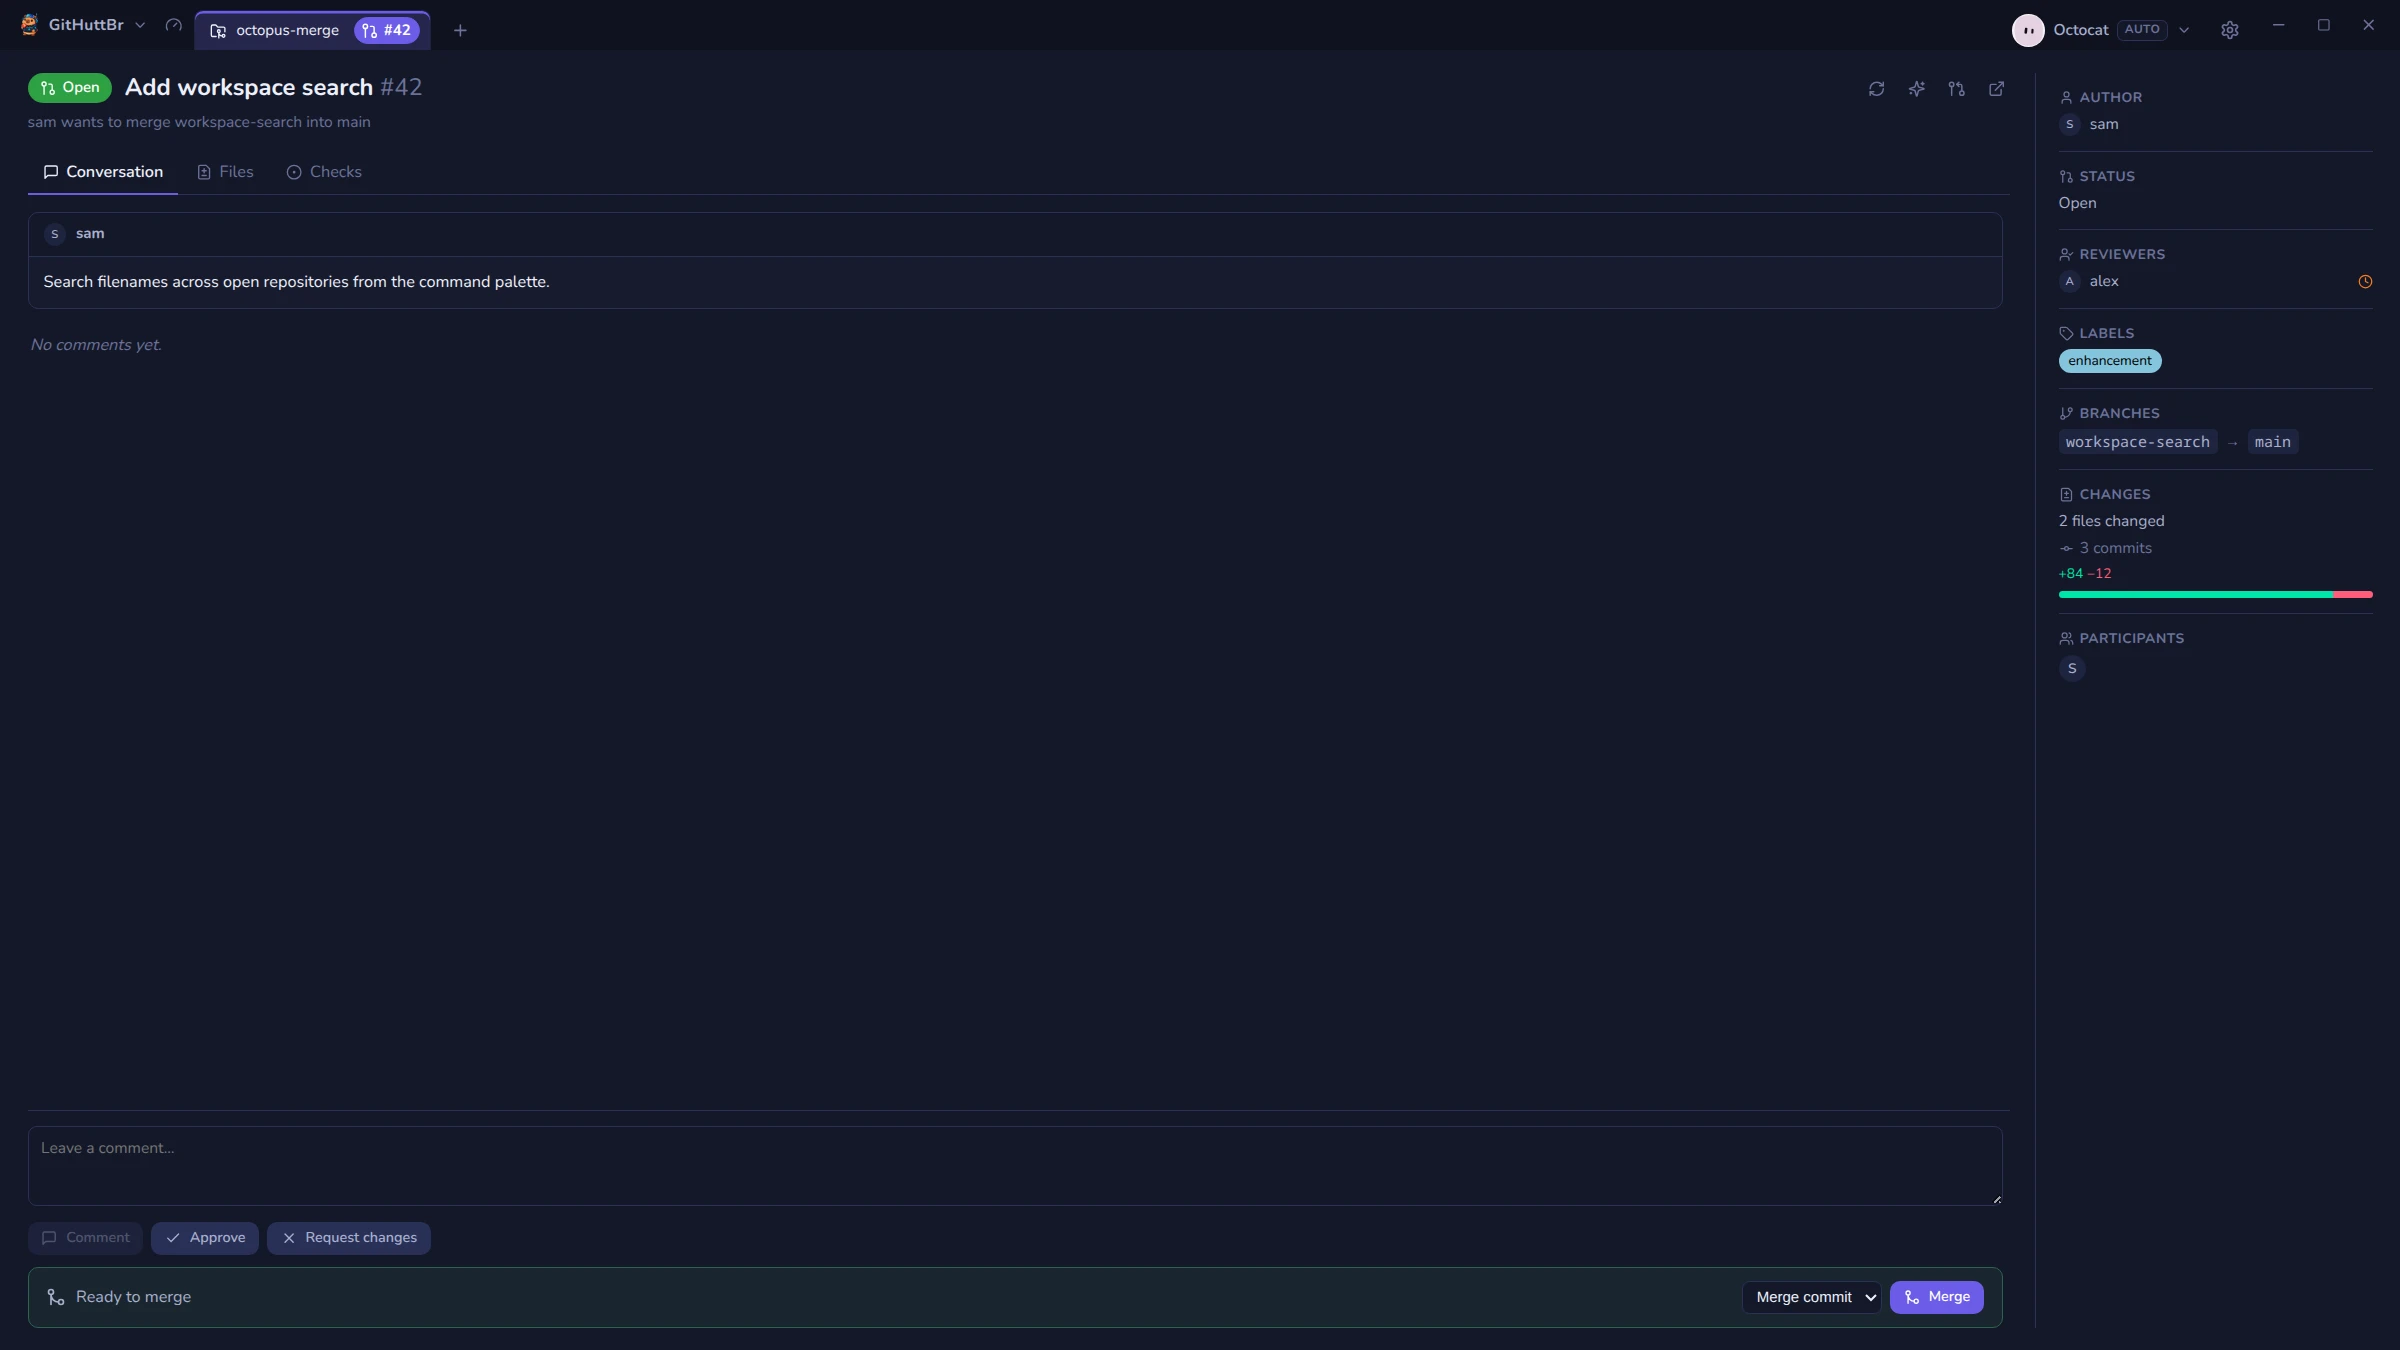 GitHuttBr
octopus-merge #42
Octocat AUTO
Open Add workspace search #42
sam wants to merge workspace-search into main
Conversation Files Checks
S sam
Search filenames across open repositories from the command palette.
No comments yet.
Leave a comment...
Comment Approve Request changes
Ready to merge
Merge commit Merge
AUTHOR
S sam
STATUS
Open
REVIEWERS
A alex
LABELS
enhancement
BRANCHES
workspace-search → main
CHANGES
2 files changed
3 commits
+84 −12
PARTICIPANTS
S